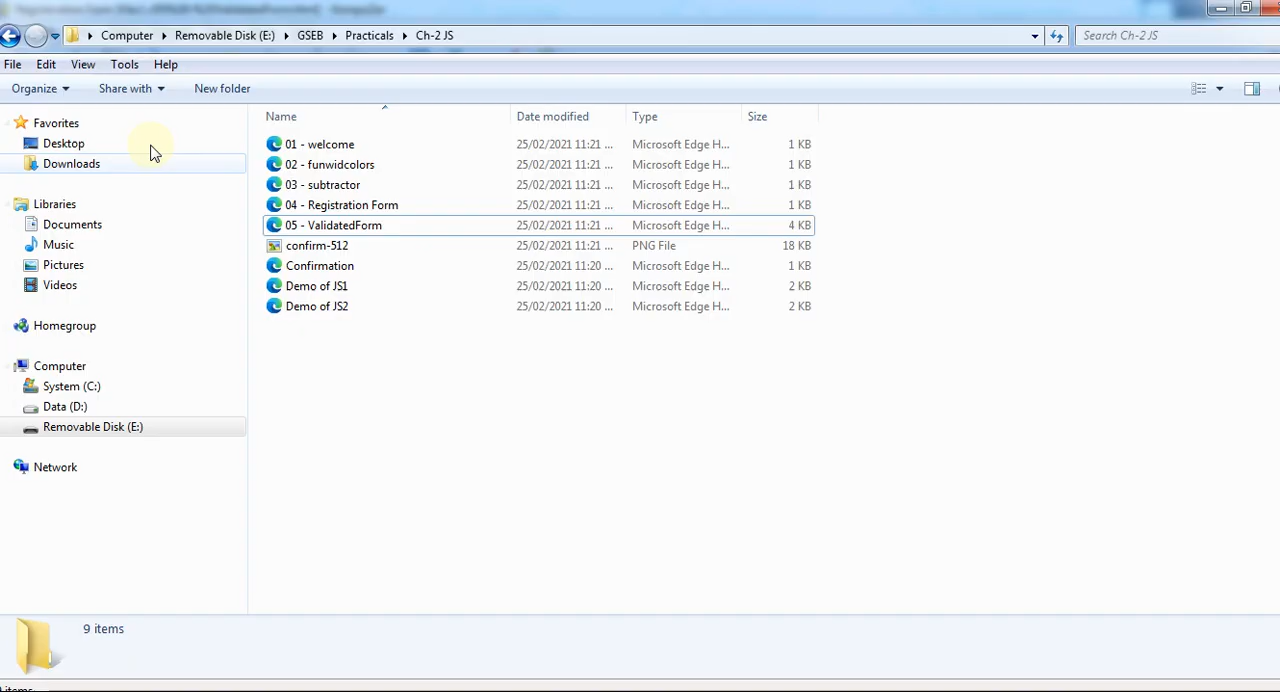 Computer Removable Disk (E:) GSEB Practicals Ch-2 JS Search Ch-2 JS
File Edit View Tools Help
Organize Share with New folder
Favorites
Desktop
Downloads
Libraries
Documents
Music
Pictures
Videos
Homegroup
Computer
System (C:)
Data (D:)
Removable Disk (E:)
Network
Name Date modified Type Size
01 - welcome 25/02/2021 11:21 ... Microsoft Edge H... 1 KB
02 - funwidcolors 25/02/2021 11:21 ... Microsoft Edge H... 1 KB
03 - subtractor 25/02/2021 11:21 ... Microsoft Edge H... 1 KB
04 - Registration Form 25/02/2021 11:21 ... Microsoft Edge H... 1 KB
05 - ValidatedForm 25/02/2021 11:21 ... Microsoft Edge H... 4 KB
confirm-512 25/02/2021 11:21 ... PNG File 18 KB
Confirmation 25/02/2021 11:20 ... Microsoft Edge H... 1 KB
Demo of JS1 25/02/2021 11:20 ... Microsoft Edge H... 2 KB
Demo of JS2 25/02/2021 11:20 ... Microsoft Edge H... 2 KB
9 items